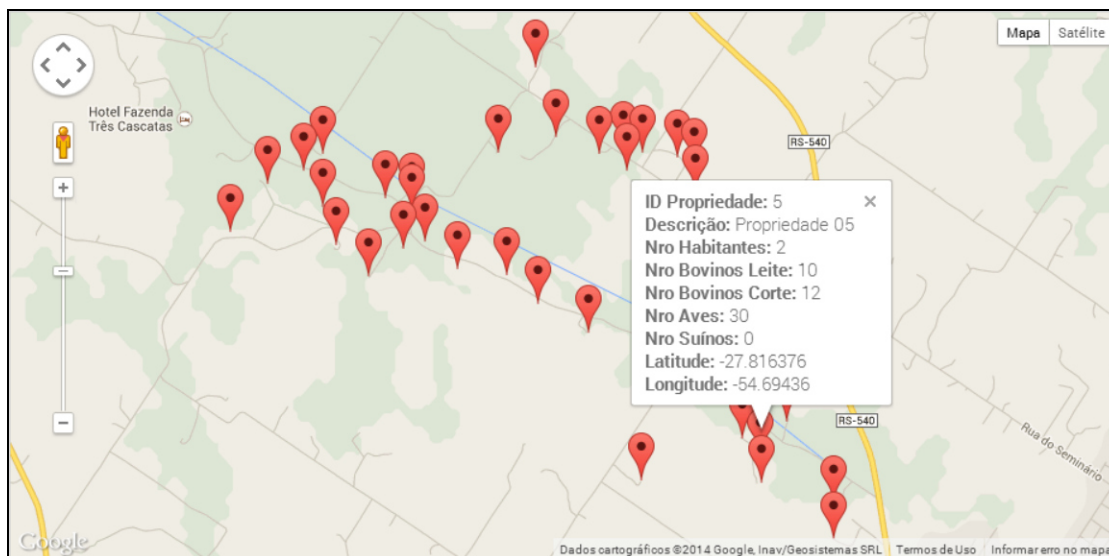 Mapa
Satélite
Hotel Fazenda
Três Cascatas
RS-540
ID Propriedade: 5
Descrição: Propriedade 05
Nro Habitantes: 2
Nro Bovinos Leite: 10
Nro Bovinos Corte: 12
Nro Aves: 30
Nro Suínos: 0
Latitude: -27.816376
Longitude: -54.69436
RS-540
Rua do Seminário
Google
Dados cartográficos ©2014 Google, Inav/Geosistemas SRL
Termos de Uso
Informar erro no mapa